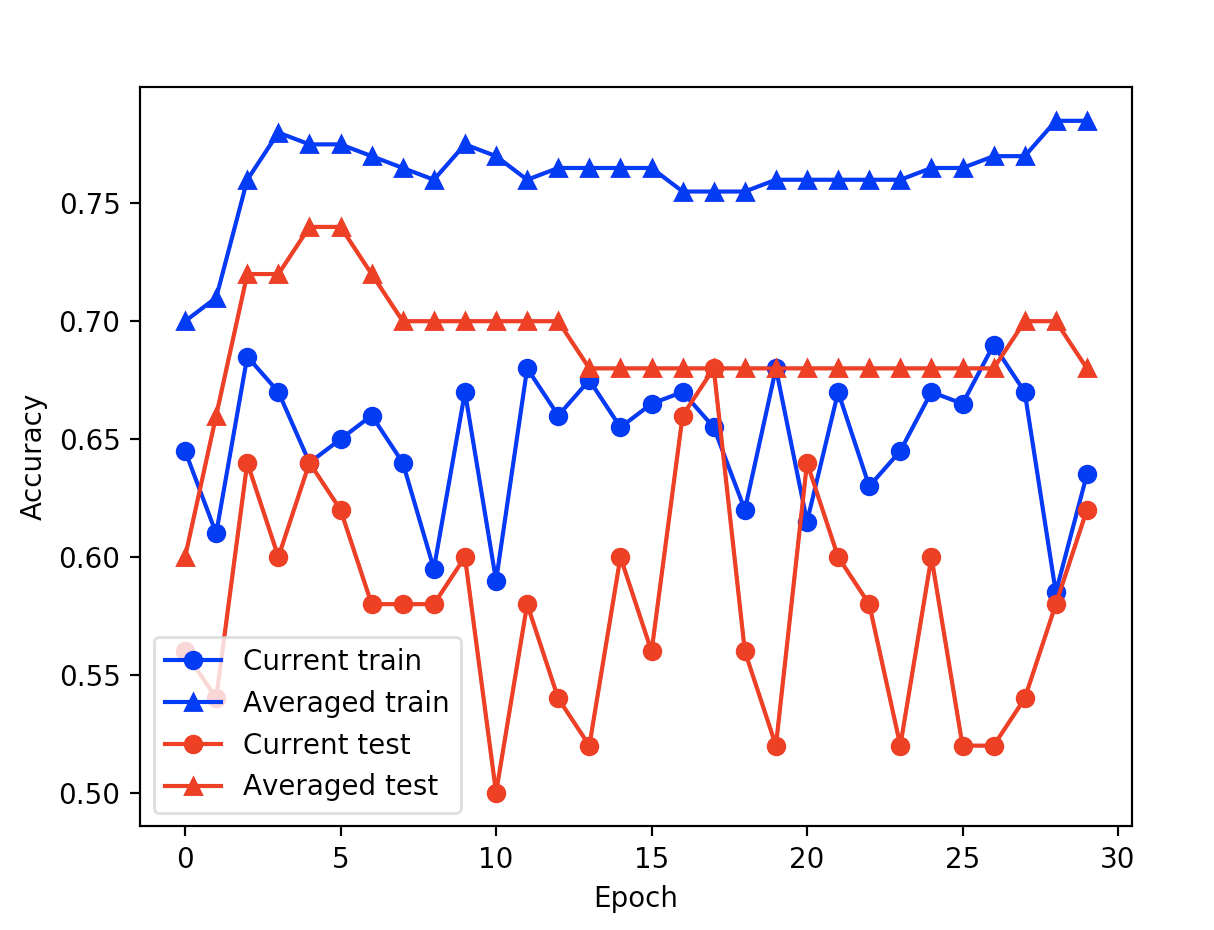 0.75
0.70
0.65
0.60
0.55
0.50
Accuracy
Current train
Averaged train
Current test
Averaged test
0 5 10 15 20 25 30
Epoch